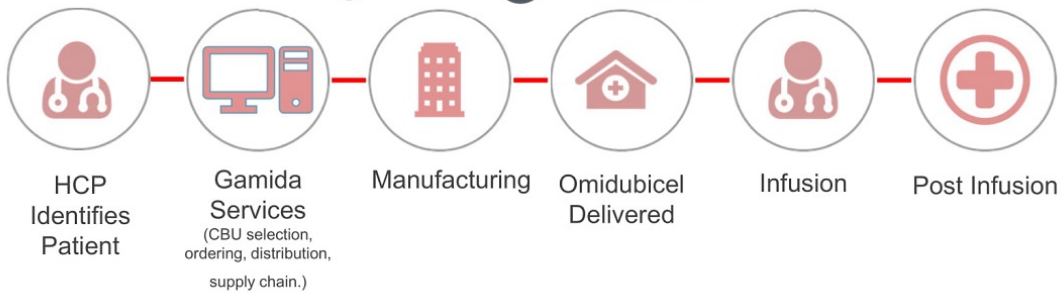 HCP
Identifies
Patient
Gamida
Services
(CBU selection,
ordering, distribution,
supply chain.)
Manufacturing
Omidubicel
Delivered
Infusion
Post Infusion